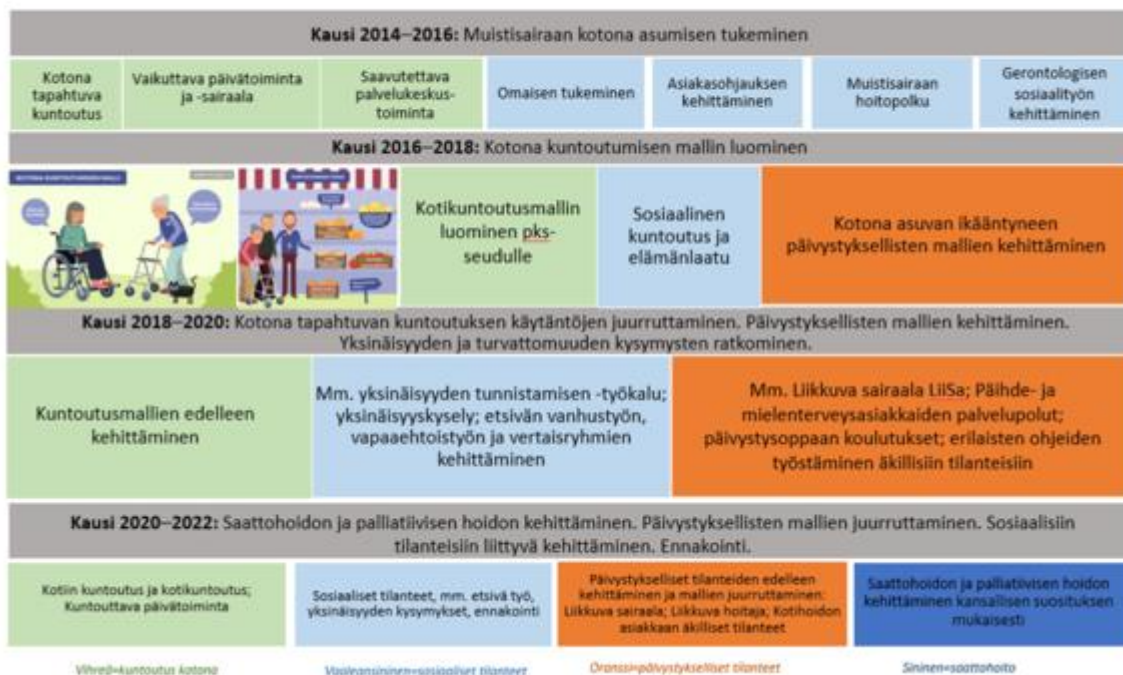 Kausi 2014–2016: Muistisairaan kotona asumisen tukeminen
Kotona
tapahtuva
kuntoutus
Vaikuttava päivätoiminta
ja -sairaala
Saavutettava
palvelukeskus-
toiminta
Omaisen tukeminen
Asiakasohjauksen
kehittäminen
Muistisairaan
hoitopolku
Gerontologisen
sosiaalityön
kehittäminen
Kausi 2016–2018: Kotona kuntoutumisen mallin luominen
Kotikuntoutusmallin
luominen pks-
seudulle
Sosiaalinen
kuntoutus ja
elämänlaatu
Kotona asuvan ikääntyneen
päivystyksellisten mallien kehittäminen
Kausi 2018–2020: Kotona tapahtuvan kuntoutuksen käytäntöjen juurruttaminen. Päivystyksellisten mallien kehittäminen.
Yksinäisyyden ja turvattomuuden kysymysten ratkominen.
Kuntoutusmallien edelleen
kehittäminen
Mm. yksinäisyyden tunnistamisen -työkalu;
yksinäisyyskysely; etsivän vanhustyön,
vapaaehtoistyön ja vertaisryhmien
kehittäminen
Mm. Liikkuva sairaala LiiSa; Päihde- ja
mielenterveysasiakkaiden palvelupolut;
päivystysoppaan koulutukset; erilaisten ohjeiden
työstäminen äkillisiin tilanteisiin
Kausi 2020–2022: Saattohoidon ja palliatiivisen hoidon kehittäminen. Päivystyksellisten mallien juurruttaminen. Sosiaalisiin
tilanteisiin liittyvä kehittäminen. Ennakointi.
Kotiin kuntoutus ja kotikuntoutus;
Kuntouttava päivätoiminta
Sosiaaliset tilanteet, mm. etsivä työ,
yksinäisyyden kysymykset, ennakointi
Päivystykselliset tilanteiden edelleen
kehittäminen ja mallien juurruttaminen:
Liikkuva sairaala; Liikkuva hoitaja; Kotihoidon
asiakkaan äkilliset tilanteet
Saattohoidon ja palliatiivisen hoidon
kehittäminen kansallisen suosituksen
mukaisesti
Vihreä=kuntoutus kotona
Vaaleansininen=sosiaaliset tilanteet
Oranssi=päivystykselliset tilanteet
Sininen=saattohoito